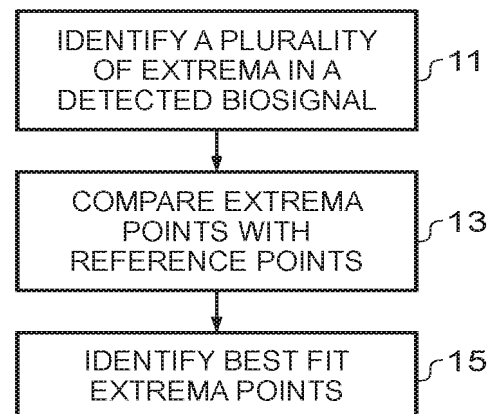 IDENTIFY A PLURALITY
OF EXTREMA IN A
DETECTED BIOSIGNAL
11
COMPARE EXTREMA
POINTS WITH
REFERENCE POINTS
13
IDENTIFY BEST FIT
EXTREMA POINTS
15